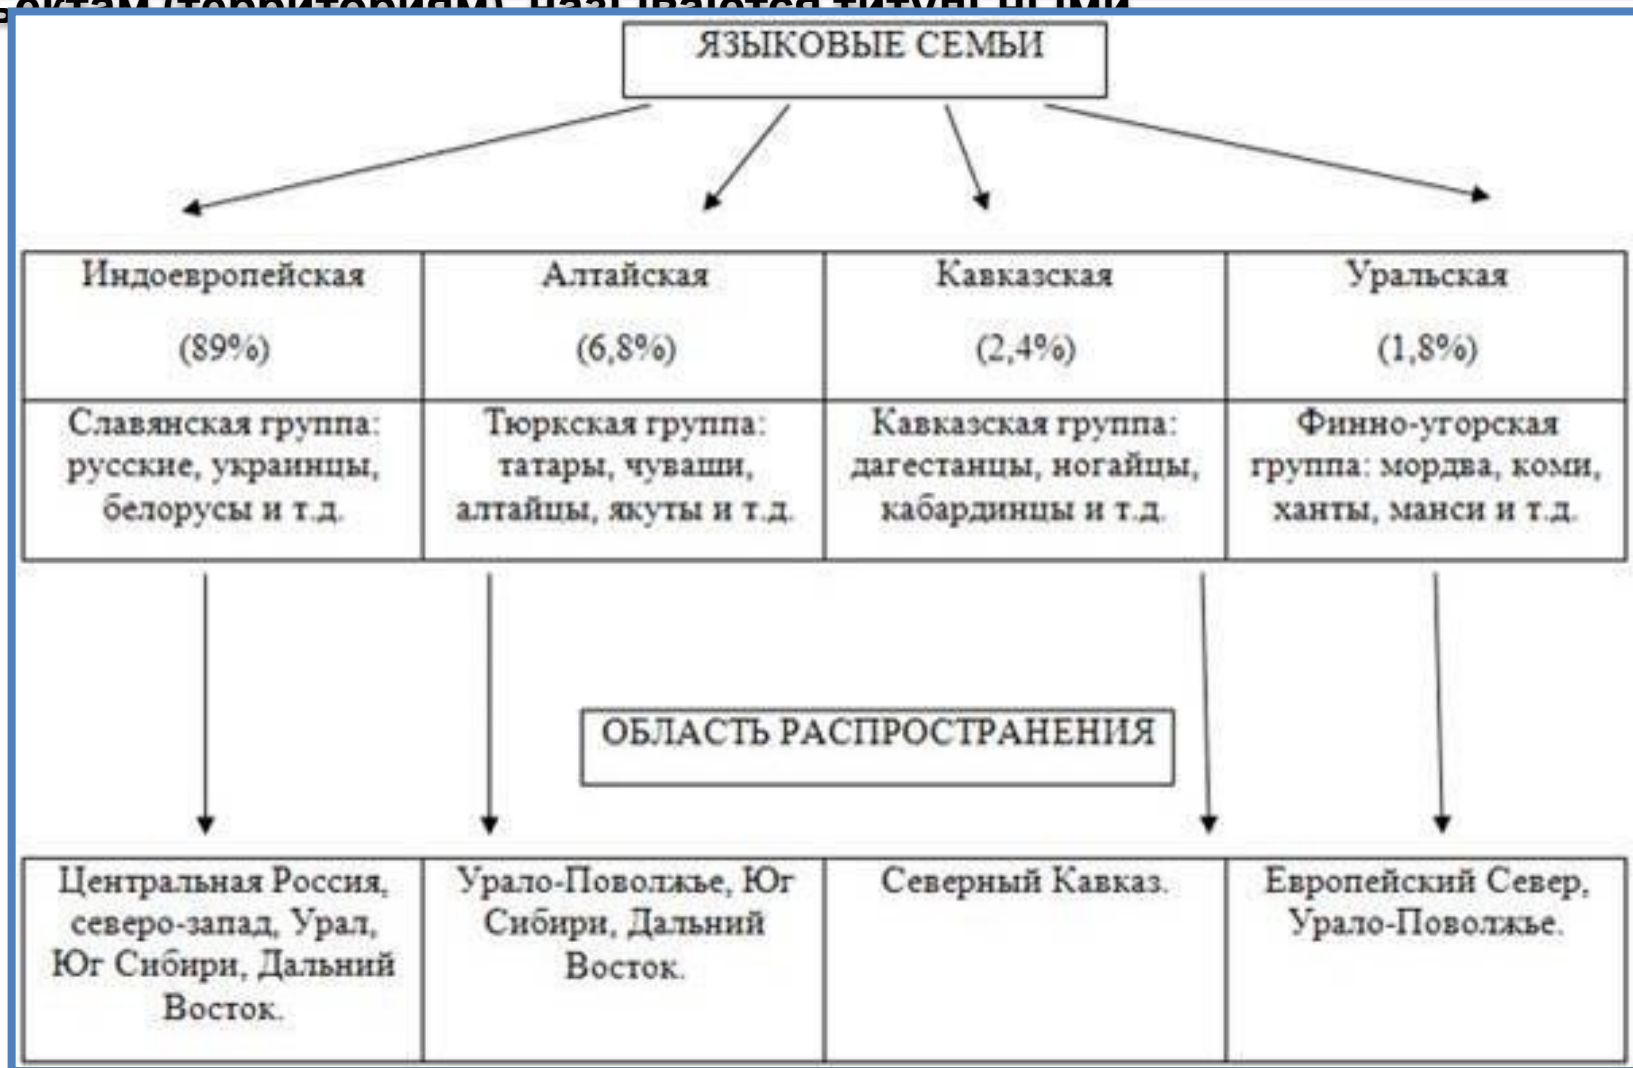 (территориям), называются титульными
ЯЗЫКОВЫЕ СЕМЬИ
Индоевропейская
(89%)
Алтайская
(6,8%)
Кавказская
(2,4%)
Уральская
(1,8%)
Славянская группа:
русские, украинцы,
белорусы и т.д.
Тюркская группа:
татары, чуваши,
алтайцы, якуты и т.д.
Кавказская группа:
дагестанцы, ногайцы,
кабардинцы и т.д.
Финно-угорская
группа: мордва, коми,
ханты, манси и т.д.
ОБЛАСТЬ РАСПРОСТРАНЕНИЯ
Центральная Россия,
северо-запад, Урал,
Юг Сибири, Дальний
Восток.
Урало-Поволжье, Юг
Сибири, Дальний
Восток.
Северный Кавказ.
Европейский Север,
Урало-Поволжье.